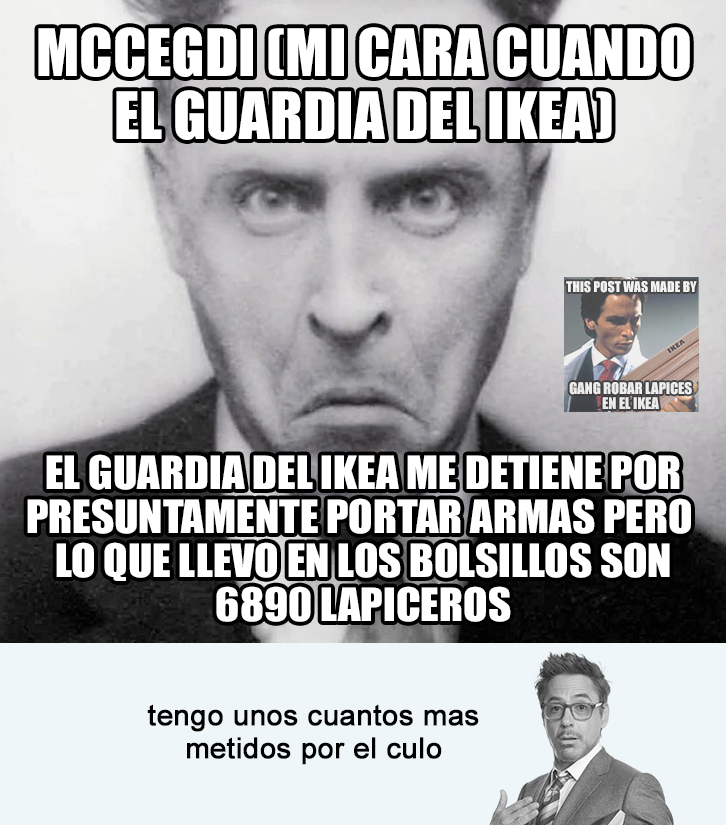 MCCEGDI (MI CARA CUANDO
EL GUARDIA DEL IKEA)
THIS POST WAS MADE BY
IKEA
GANG ROBAR LAPICES
EN EL IKEA
EL GUARDIA DEL IKEA ME DETIENE POR
PRESUNTAMENTE PORTAR ARMAS PERO
LO QUE LLEVO EN LOS BOLSILLOS SON
6890 LAPICEROS
tengo unos cuantos mas
metidos por el culo